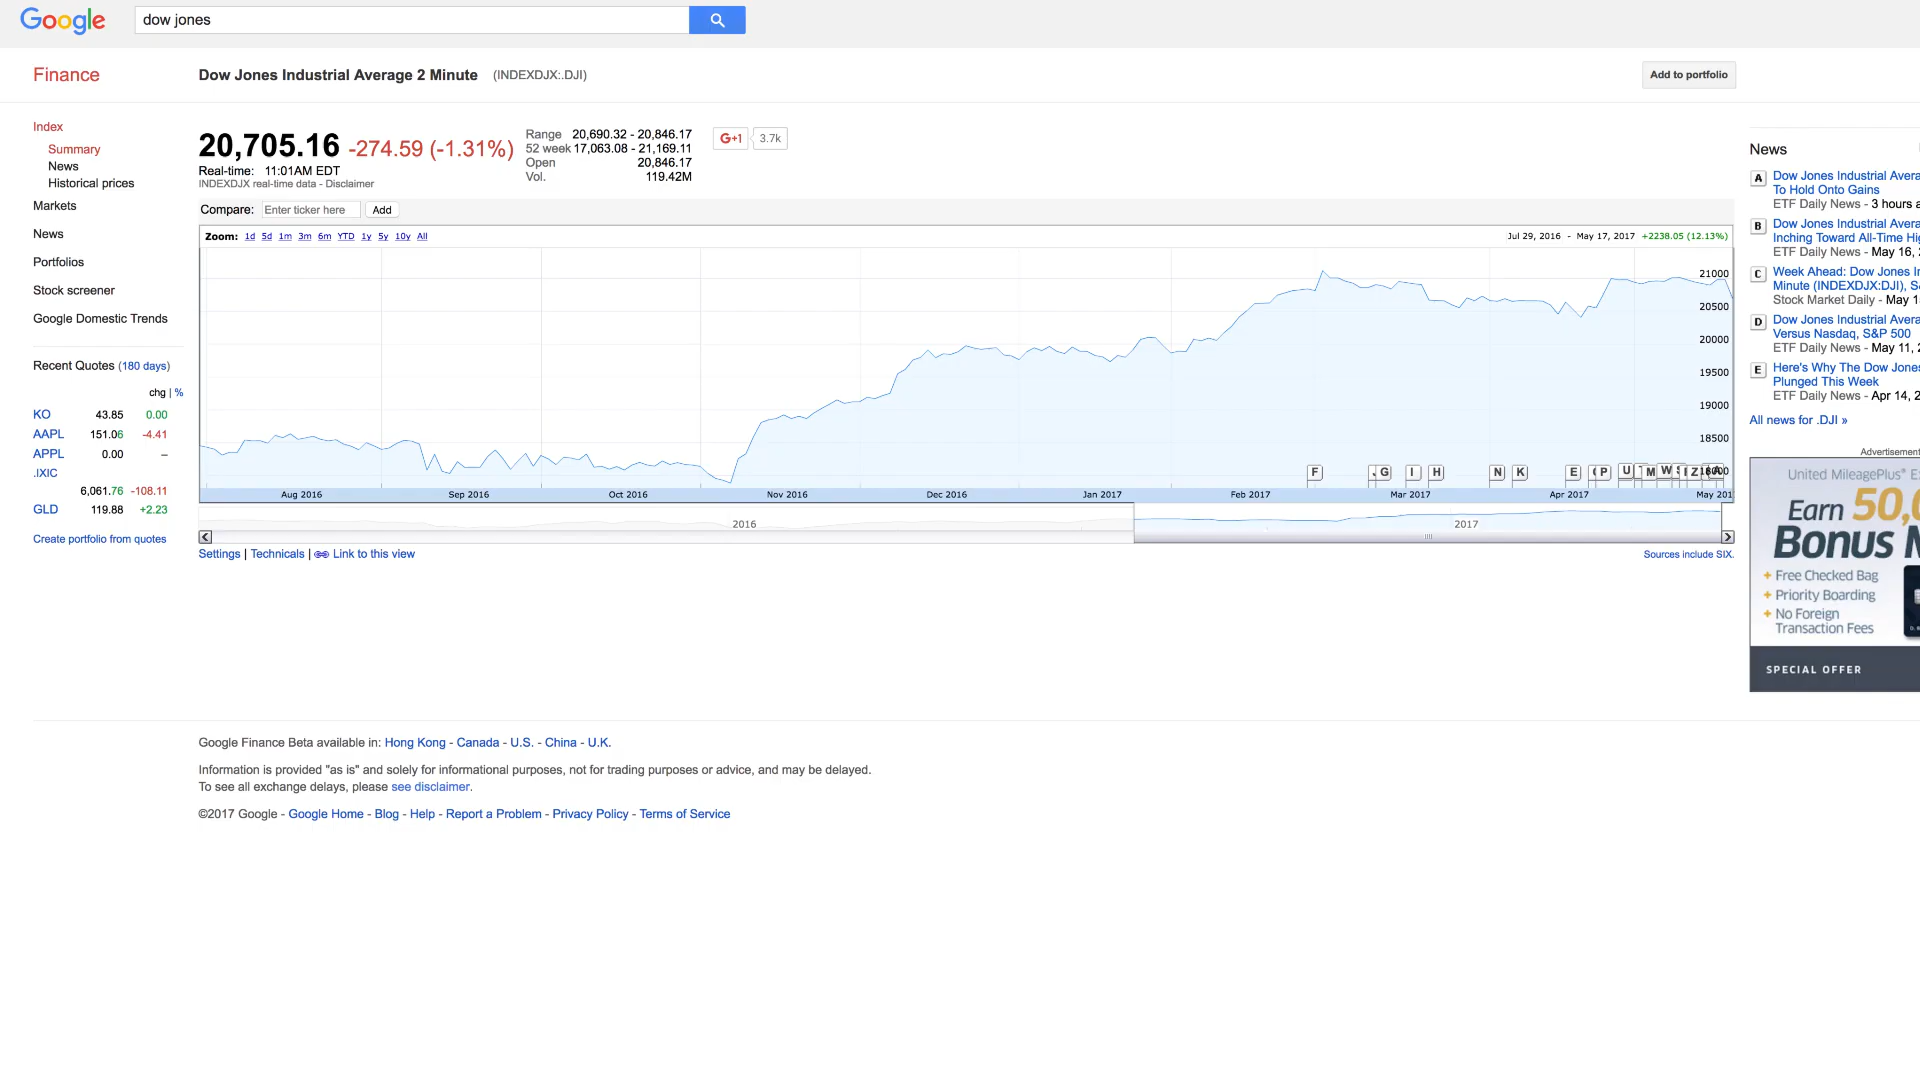 Google
dow jones
Finance
Dow Jones Industrial Average 2 Minute (INDEXDJX:.DJI)
Add to portfolio
Index
Summary
News
Historical prices
Markets
News
Portfolios
Stock screener
Google Domestic Trends
Recent Quotes (180 days)
chg | %
KO 43.85 0.00
AAPL 151.06 -4.41
APPL 0.00 –
.IXIC
6,061.76 -108.11
GLD 119.88 +2.23
Create portfolio from quotes
20,705.16 -274.59 (-1.31%)
Real-time: 11:01AM EDT
INDEXDJX real-time data - Disclaimer
Range 20,690.32 - 20,846.17
52 week 17,063.08 - 21,169.11
Open 20,846.17
Vol. 119.42M
G+1 3.7k
Compare: Enter ticker here Add
Zoom: 1d 5d 1m 3m 6m YTD 1y 5y 10y All
Jul 29, 2016 - May 17, 2017 +2238.05 (12.13%)
21000
20500
20000
19500
19000
18500
18000
F G I H N K E P U M W Z A
Aug 2016 Sep 2016 Oct 2016 Nov 2016 Dec 2016 Jan 2017 Feb 2017 Mar 2017 Apr 2017 May 201
2016 2017
Settings | Technicals | Link to this view
Sources include SIX.
News
A Dow Jones Industrial Avera
To Hold Onto Gains
ETF Daily News - 3 hours a
B Dow Jones Industrial Avera
Inching Toward All-Time Hi
ETF Daily News - May 16,
C Week Ahead: Dow Jones I
Minute (INDEXDJX:DJI), S
Stock Market Daily - May 1
D Dow Jones Industrial Avera
Versus Nasdaq, S&P 500
ETF Daily News - May 11, 2
E Here's Why The Dow Jones
Plunged This Week
ETF Daily News - Apr 14, 2
All news for .DJI »
Advertisement
United MileagePlus® E
Earn 50,0
Bonus M
+ Free Checked Bag
+ Priority Boarding
+ No Foreign
Transaction Fees
SPECIAL OFFER
Google Finance Beta available in: Hong Kong - Canada - U.S. - China - U.K.
Information is provided "as is" and solely for informational purposes, not for trading purposes or advice, and may be delayed.
To see all exchange delays, please see disclaimer.
©2017 Google - Google Home - Blog - Help - Report a Problem - Privacy Policy - Terms of Service